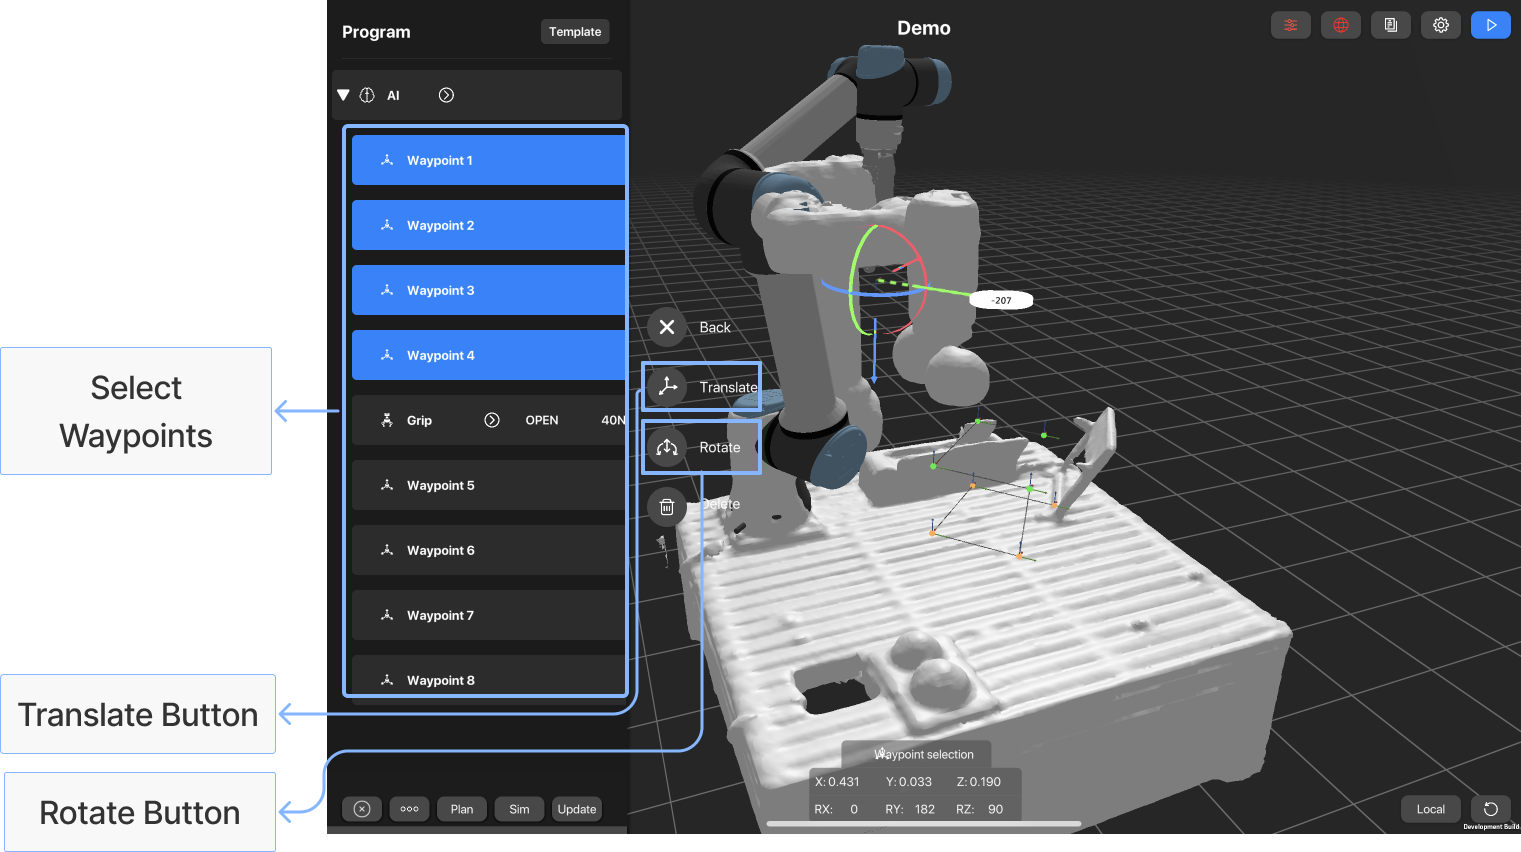 Program
Template
Demo
AI
Waypoint 1
Waypoint 2
Waypoint 3
Waypoint 4
Grip OPEN 40N
Waypoint 5
Waypoint 6
Waypoint 7
Waypoint 8
Plan Sim Update
Select
Waypoints
Translate Button
Rotate Button
Back
Translate
Rotate
Delete
-207
Waypoint selection
X: 0.431 Y: 0.033 Z: 0.190
RX: 0 RY: 182 RZ: 90
Local
Development Build